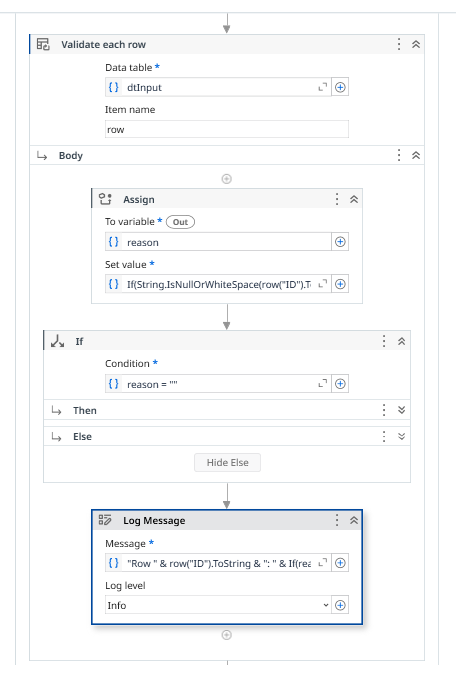 Validate each row
Data table *
dtInput
Item name
row
Body
Assign
To variable * Out
reason
Set value *
If(String.IsNullOrWhiteSpace(row("ID").T
If
Condition *
reason = ""
Then
Else
Hide Else
Log Message
Message *
"Row " & row("ID").ToString & ": " & If(rea
Log level
Info